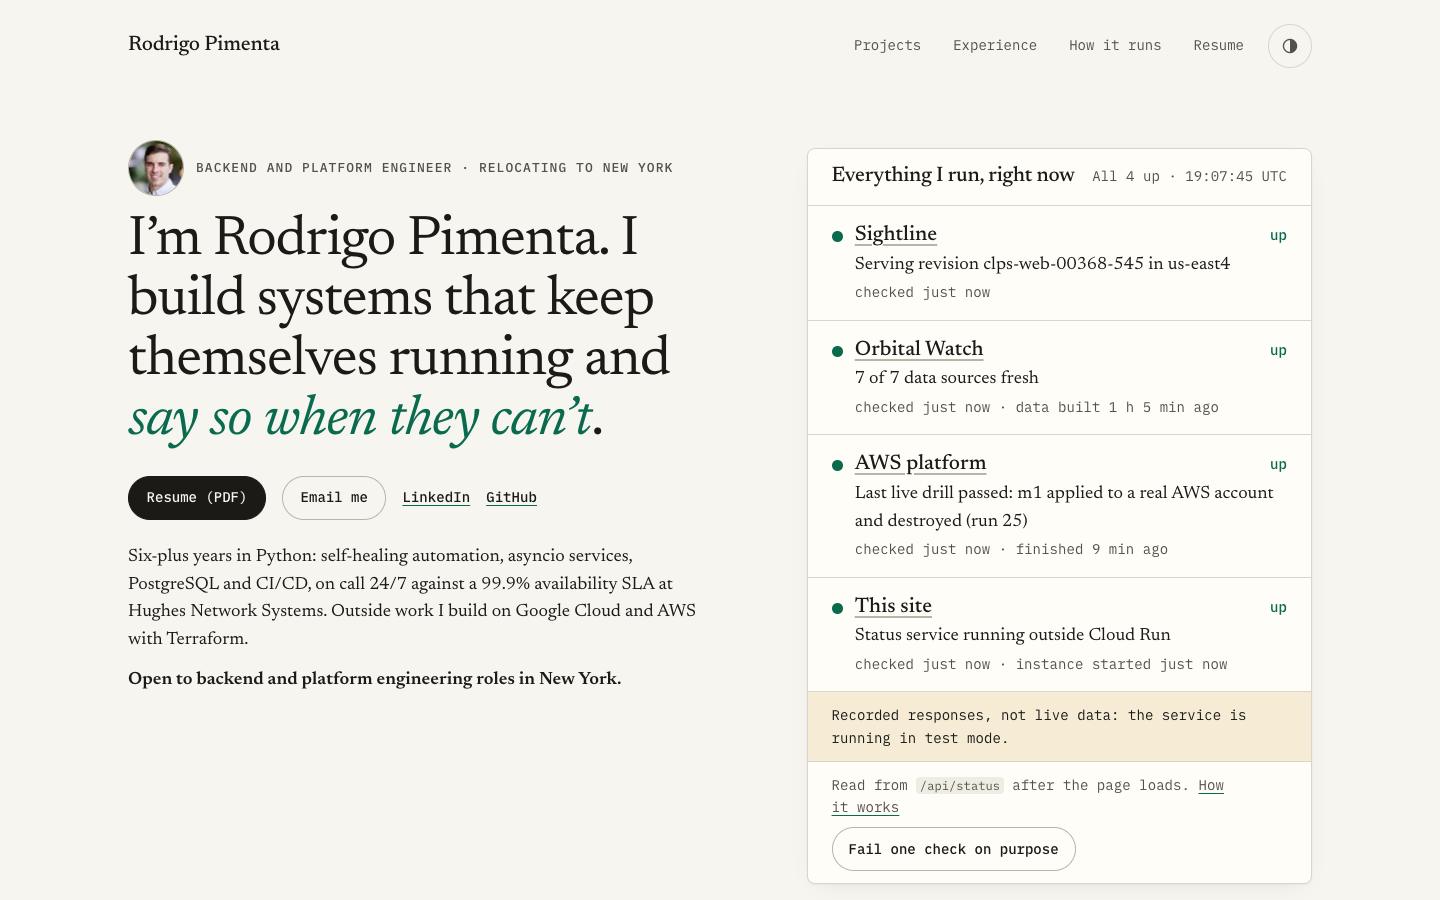 Rodrigo Pimenta
Projects
Experience
How it runs
Resume
BACKEND AND PLATFORM ENGINEER · RELOCATING TO NEW YORK
I’m Rodrigo Pimenta. I
build systems that keep
themselves running and
say so when they can’t.
Resume (PDF)
Email me
LinkedIn
GitHub
Six-plus years in Python: self-healing automation, asyncio services,
PostgreSQL and CI/CD, on call 24/7 against a 99.9% availability SLA at
Hughes Network Systems. Outside work I build on Google Cloud and AWS
with Terraform.
Open to backend and platform engineering roles in New York.
Everything I run, right now
All 4 up · 19:07:45 UTC
Sightline
up
Serving revision clps-web-00368-545 in us-east4
checked just now
Orbital Watch
up
7 of 7 data sources fresh
checked just now · data built 1 h 5 min ago
AWS platform
up
Last live drill passed: m1 applied to a real AWS account
and destroyed (run 25)
checked just now · finished 9 min ago
This site
up
Status service running outside Cloud Run
checked just now · instance started just now
Recorded responses, not live data: the service is
running in test mode.
Read from /api/status after the page loads. How
it works
Fail one check on purpose